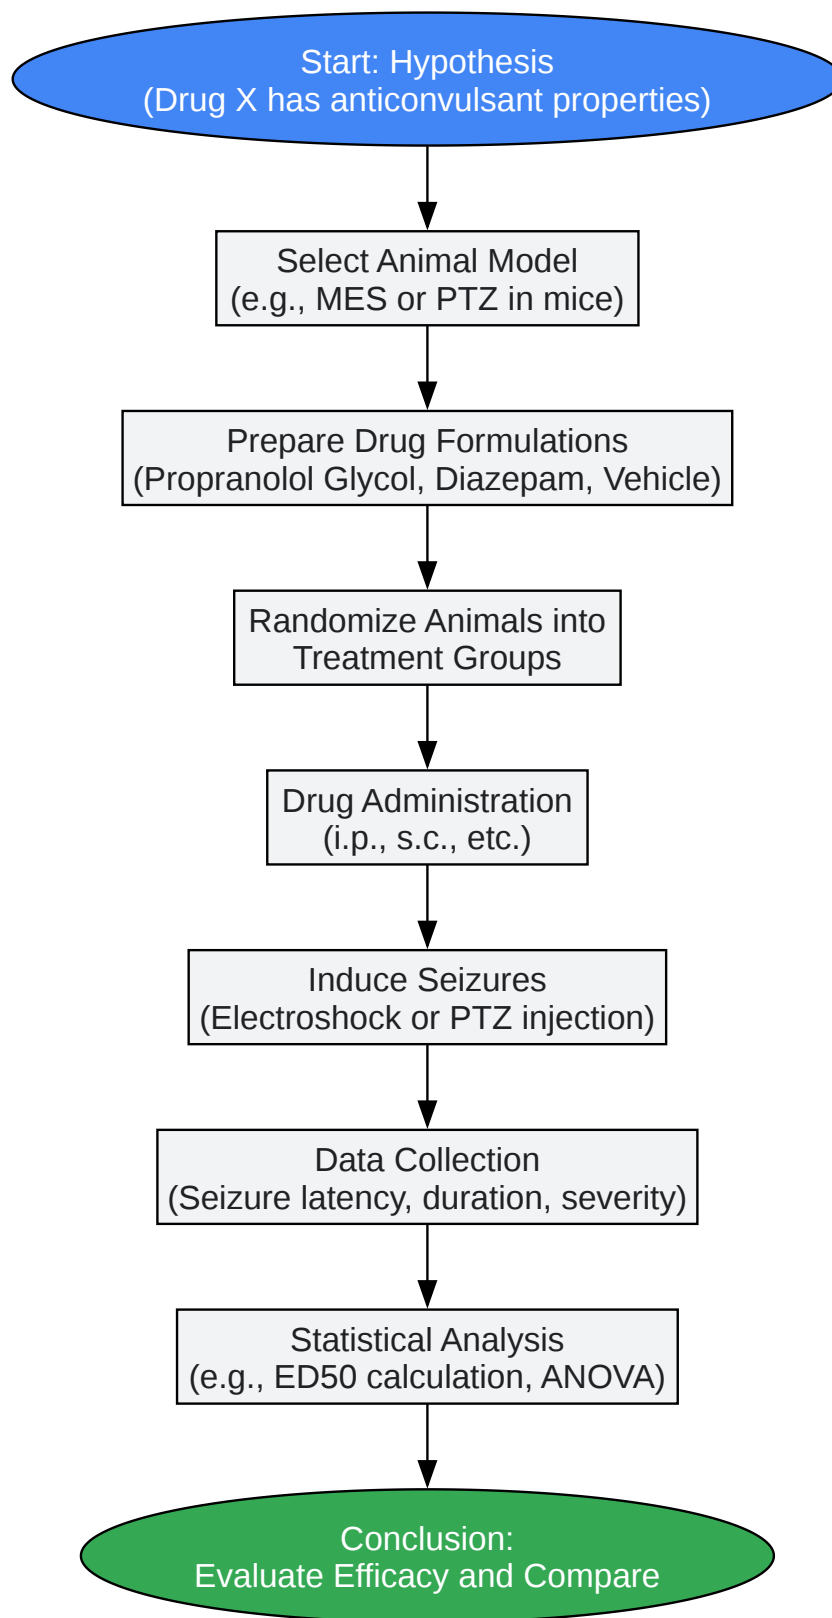 Start: Hypothesis
(Drug X has anticonvulsant properties)
Select Animal Model
(e.g., MES or PTZ in mice)
Prepare Drug Formulations
(Propranolol Glycol, Diazepam, Vehicle)
Randomize Animals into
Treatment Groups
Drug Administration
(i.p., s.c., etc.)
Induce Seizures
(Electroshock or PTZ injection)
Data Collection
(Seizure latency, duration, severity)
Statistical Analysis
(e.g., ED50 calculation, ANOVA)
Conclusion:
Evaluate Efficacy and Compare